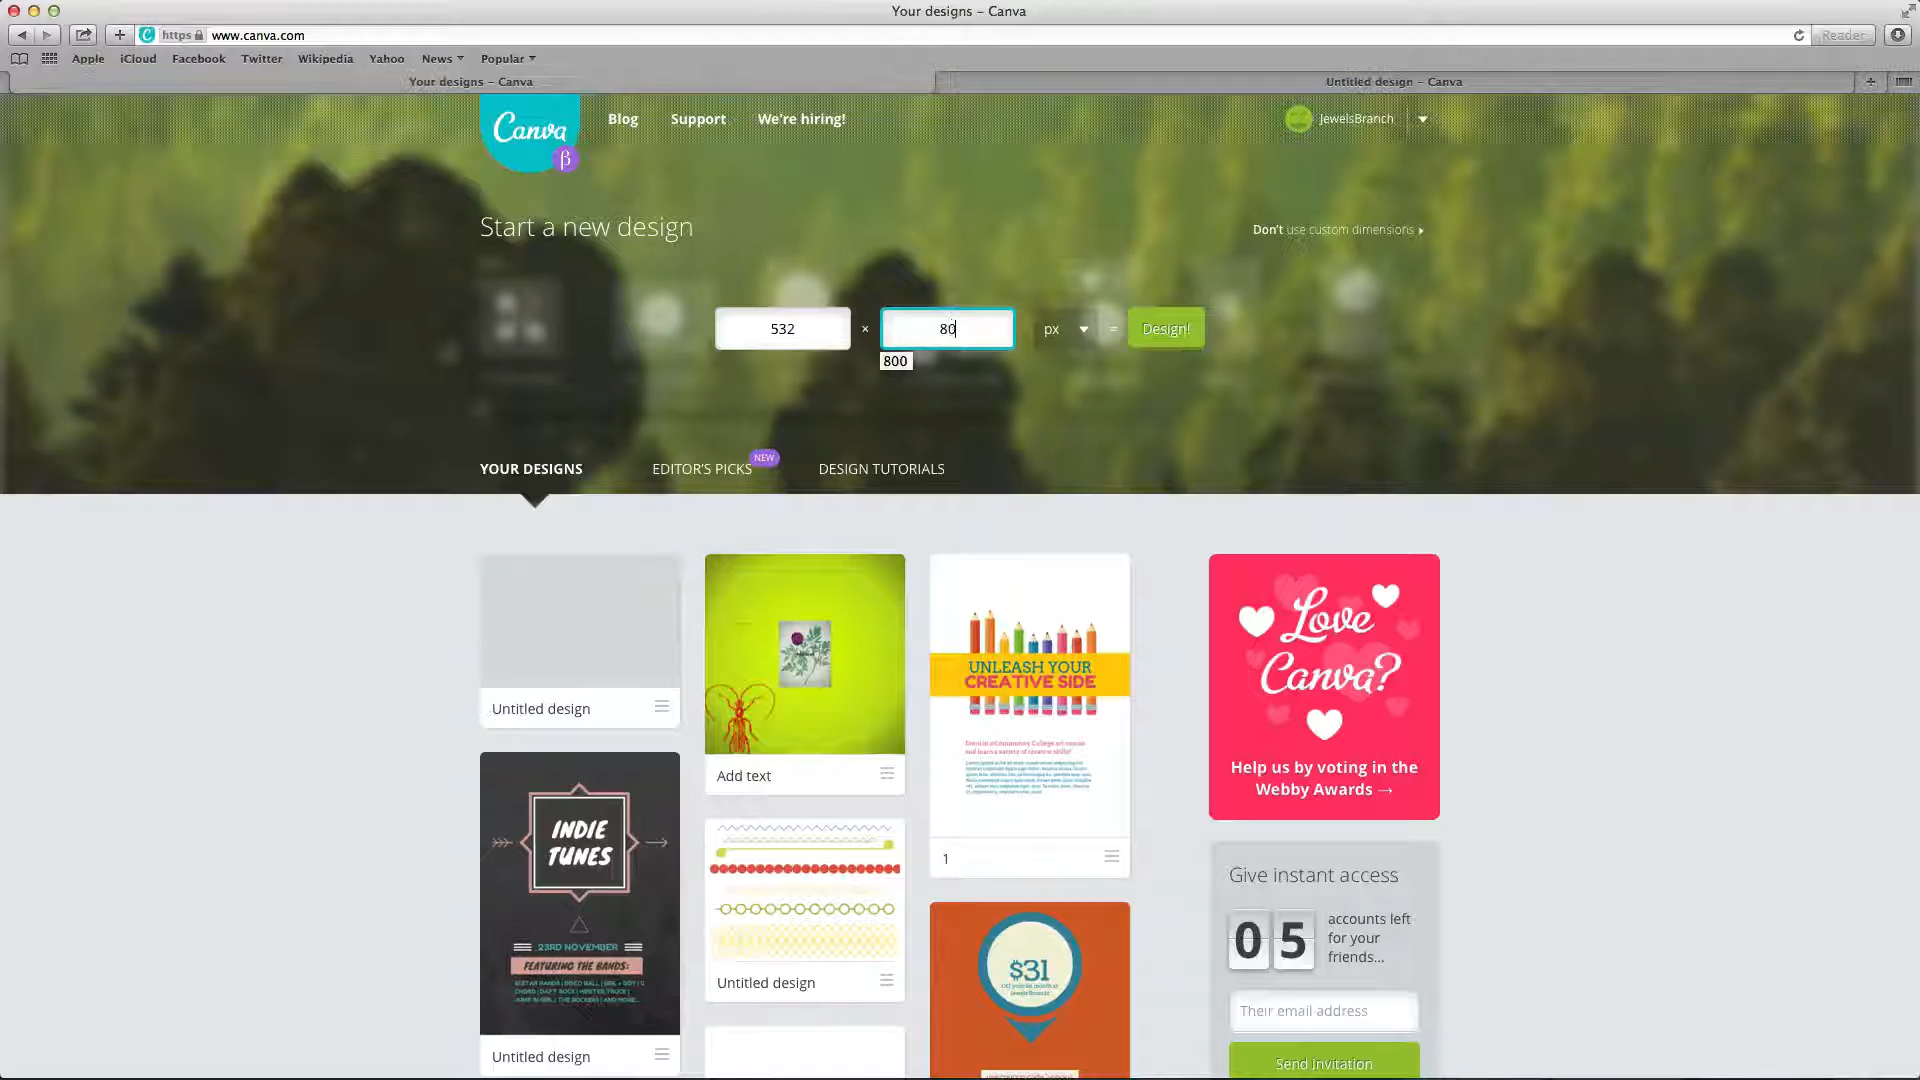 Your designs – Canva
https www.canva.com
Reader
Apple iCloud Facebook Twitter Wikipedia Yahoo News Popular
Your designs – Canva
Untitled design – Canva
Canva
β
Blog Support We're hiring!
JewelsBranch
Start a new design
Don't use custom dimensions
532 × 80 px = Design!
800
YOUR DESIGNS
EDITOR'S PICKS NEW
DESIGN TUTORIALS
Untitled design
INDIE
TUNES
23RD NOVEMBER
FEATURING THE BANDS:
Untitled design
Add text
Untitled design
UNLEASH YOUR
CREATIVE SIDE
1
$31
Love
Canva?
Help us by voting in the
Webby Awards →
Give instant access
05
accounts left
for your
friends...
Their email address
Send invitation